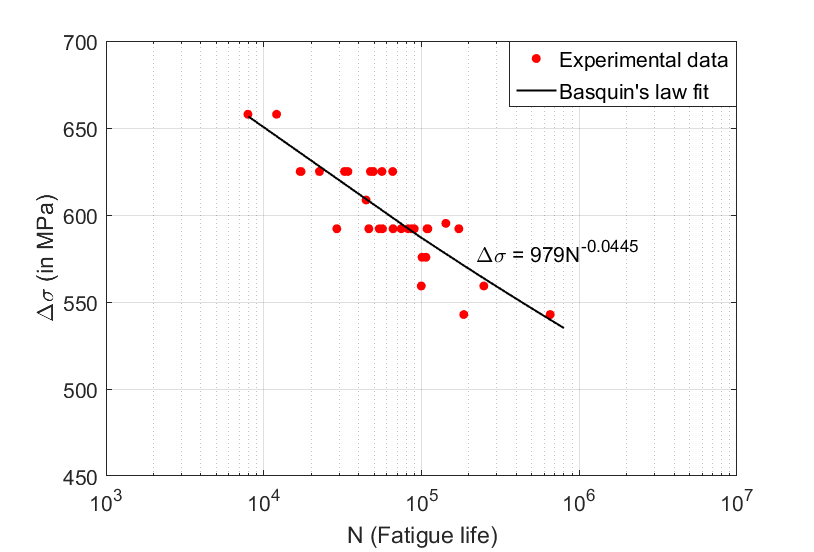 700
650
600
550
500
450
10^3
10^4
10^5
10^6
10^7
Δσ (in MPa)
N (Fatigue life)
Experimental data
Basquin's law fit
Δσ = 979N^-0.0445